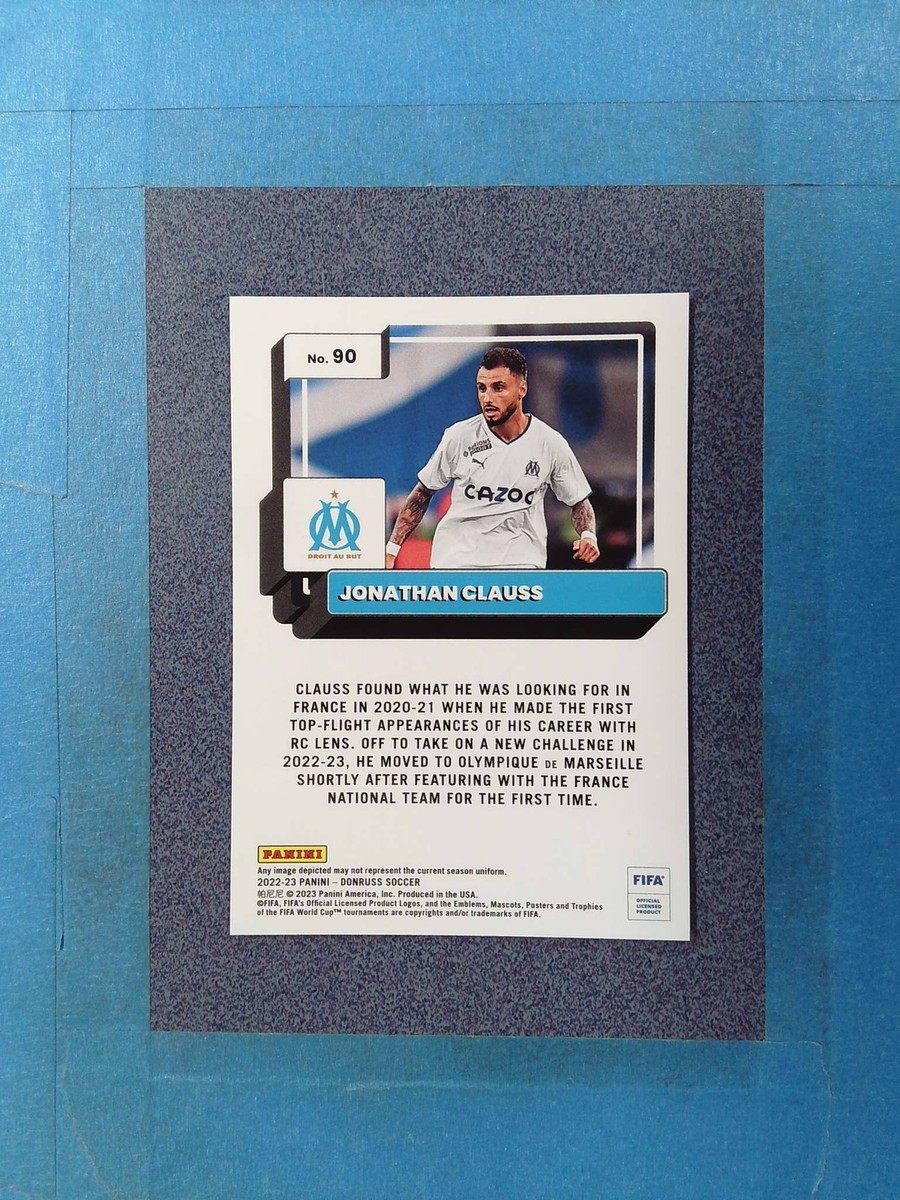 No. 90
CAZOO
DROIT AU BUT
JONATHAN CLAUSS
CLAUSS FOUND WHAT HE WAS LOOKING FOR IN
FRANCE IN 2020-21 WHEN HE MADE THE FIRST
TOP-FLIGHT APPEARANCES OF HIS CAREER WITH
RC LENS. OFF TO TAKE ON A NEW CHALLENGE IN
2022-23, HE MOVED TO OLYMPIQUE DE MARSEILLE
SHORTLY AFTER FEATURING WITH THE FRANCE
NATIONAL TEAM FOR THE FIRST TIME.
PANINI
Any image depicted may not represent the current season uniform.
2022-23 PANINI – DONRUSS SOCCER
帕尼尼 © 2023 Panini America, Inc. Produced in the USA.
©FIFA, FIFA's Official Licensed Product Logos, and the Emblems, Mascots, Posters and Trophies
of the FIFA World Cup™ tournaments are copyrights and/or trademarks of FIFA.
FIFA®
OFFICIAL
LICENSED
PRODUCT